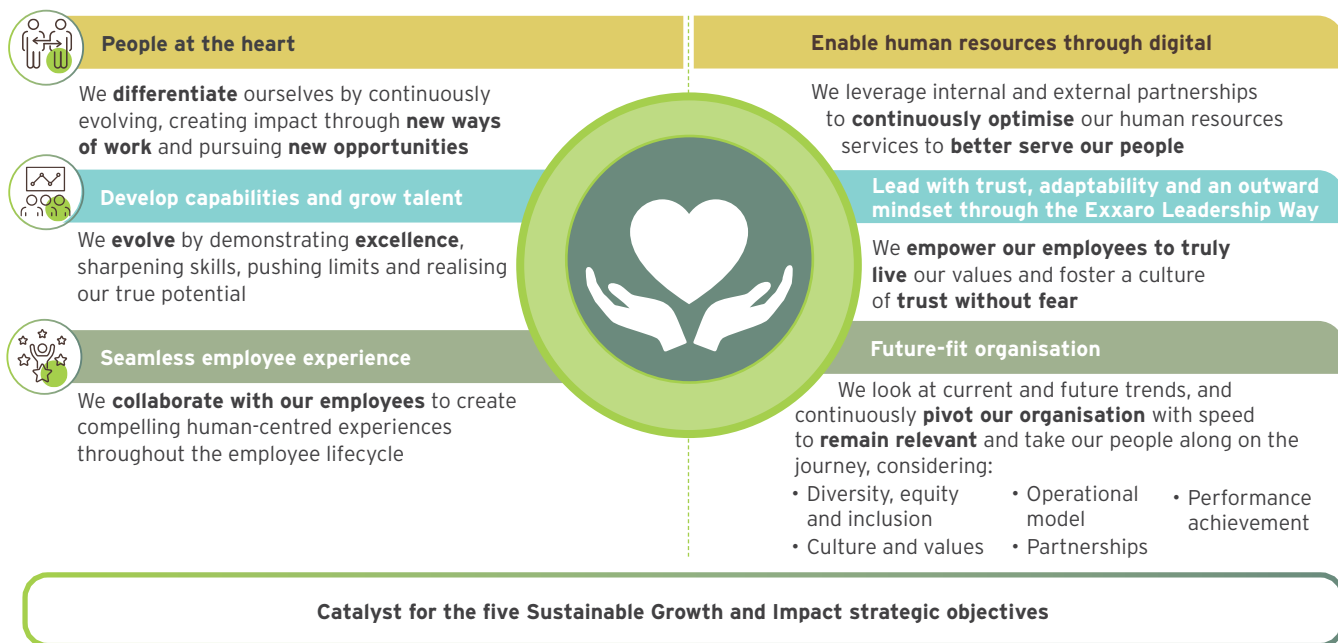 People at the heart
We differentiate ourselves by continuously
evolving, creating impact through new ways
of work and pursuing new opportunities
Develop capabilities and grow talent
We evolve by demonstrating excellence,
sharpening skills, pushing limits and realising
our true potential
Seamless employee experience
We collaborate with our employees to create
compelling human-centred experiences
throughout the employee lifecycle
Enable human resources through digital
We leverage internal and external partnerships
to continuously optimise our human resources
services to better serve our people
Lead with trust, adaptability and an outward
mindset through the Exxaro Leadership Way
We empower our employees to truly
live our values and foster a culture
of trust without fear
Future-fit organisation
We look at current and future trends, and
continuously pivot our organisation with speed
to remain relevant and take our people along on the
journey, considering:
• Diversity, equity
and inclusion
• Culture and values
• Operational
model
• Partnerships
• Performance
achievement
Catalyst for the five Sustainable Growth and Impact strategic objectives